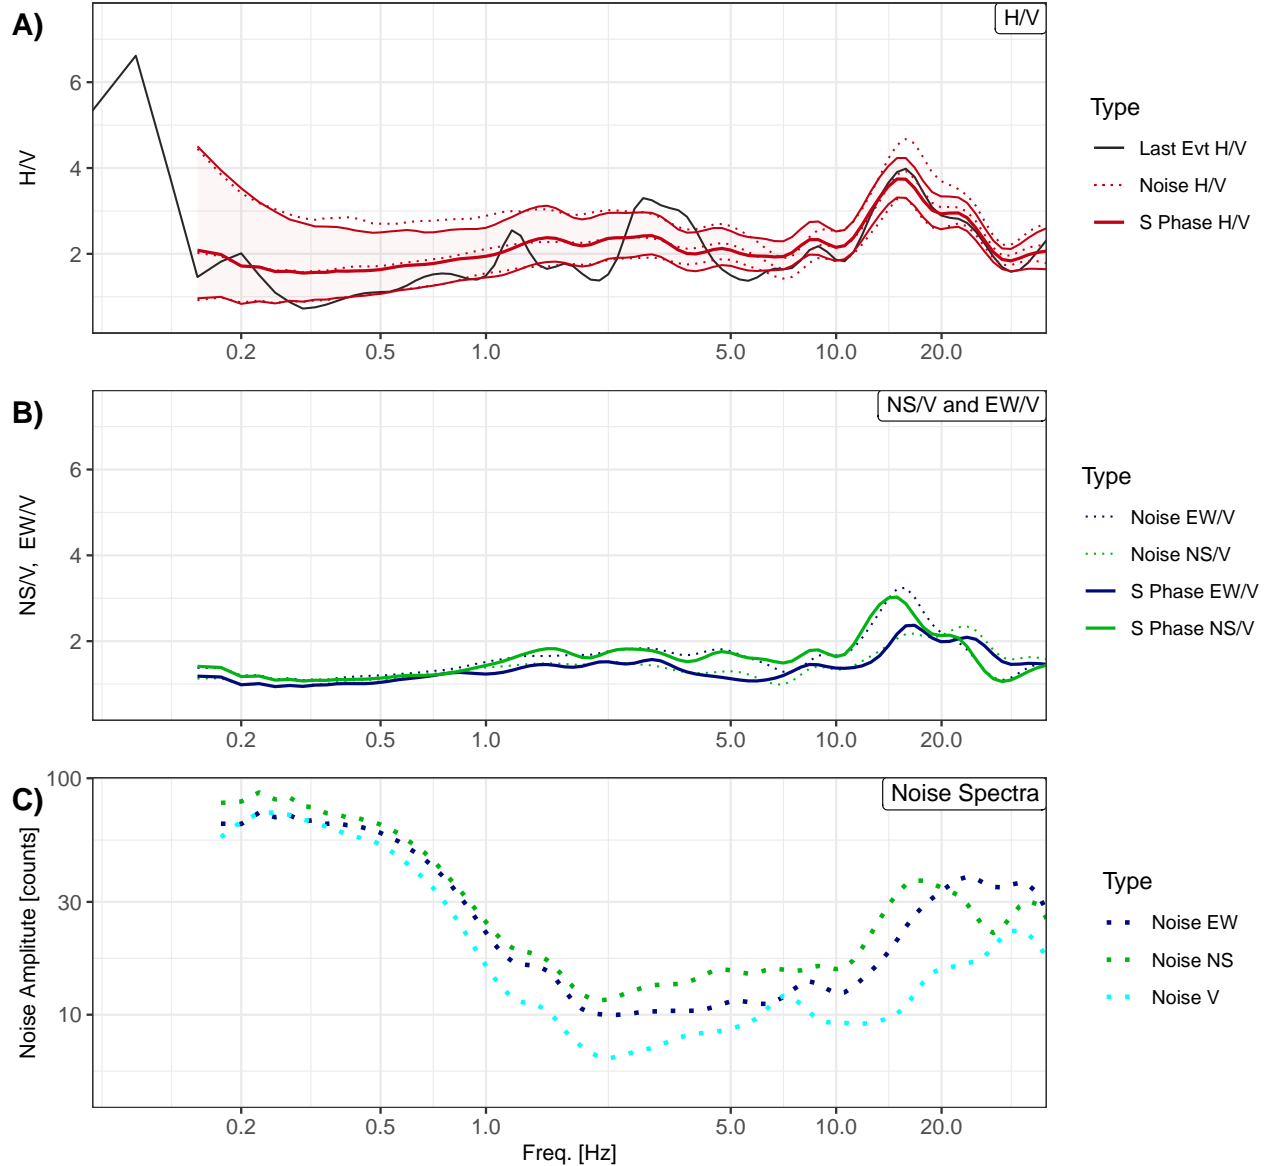 A)
H/V
6
4
2
H/V
0.2 0.5 1.0 5.0 10.0 20.0
Type
Last Evt H/V
Noise H/V
S Phase H/V
B)
NS/V and EW/V
6
4
2
NS/V, EW/V
0.2 0.5 1.0 5.0 10.0 20.0
Type
Noise EW/V
Noise NS/V
S Phase EW/V
S Phase NS/V
C)
Noise Spectra
100
30
10
Noise Amplitute [counts]
0.2 0.5 1.0 5.0 10.0 20.0
Freq. [Hz]
Type
Noise EW
Noise NS
Noise V